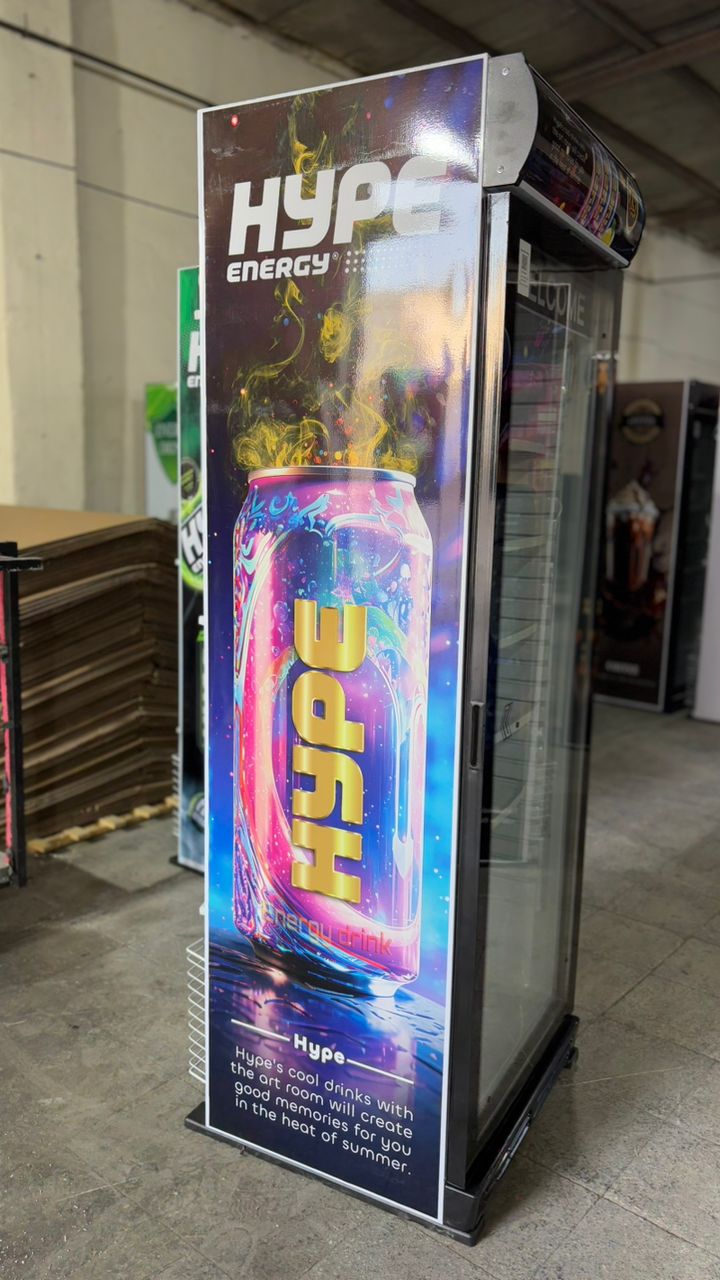 HYPE
ENERGY®
HYPE
Energy drink
Hype
Hype's cool drinks with
the art room will create
good memories for you
in the heat of summer.